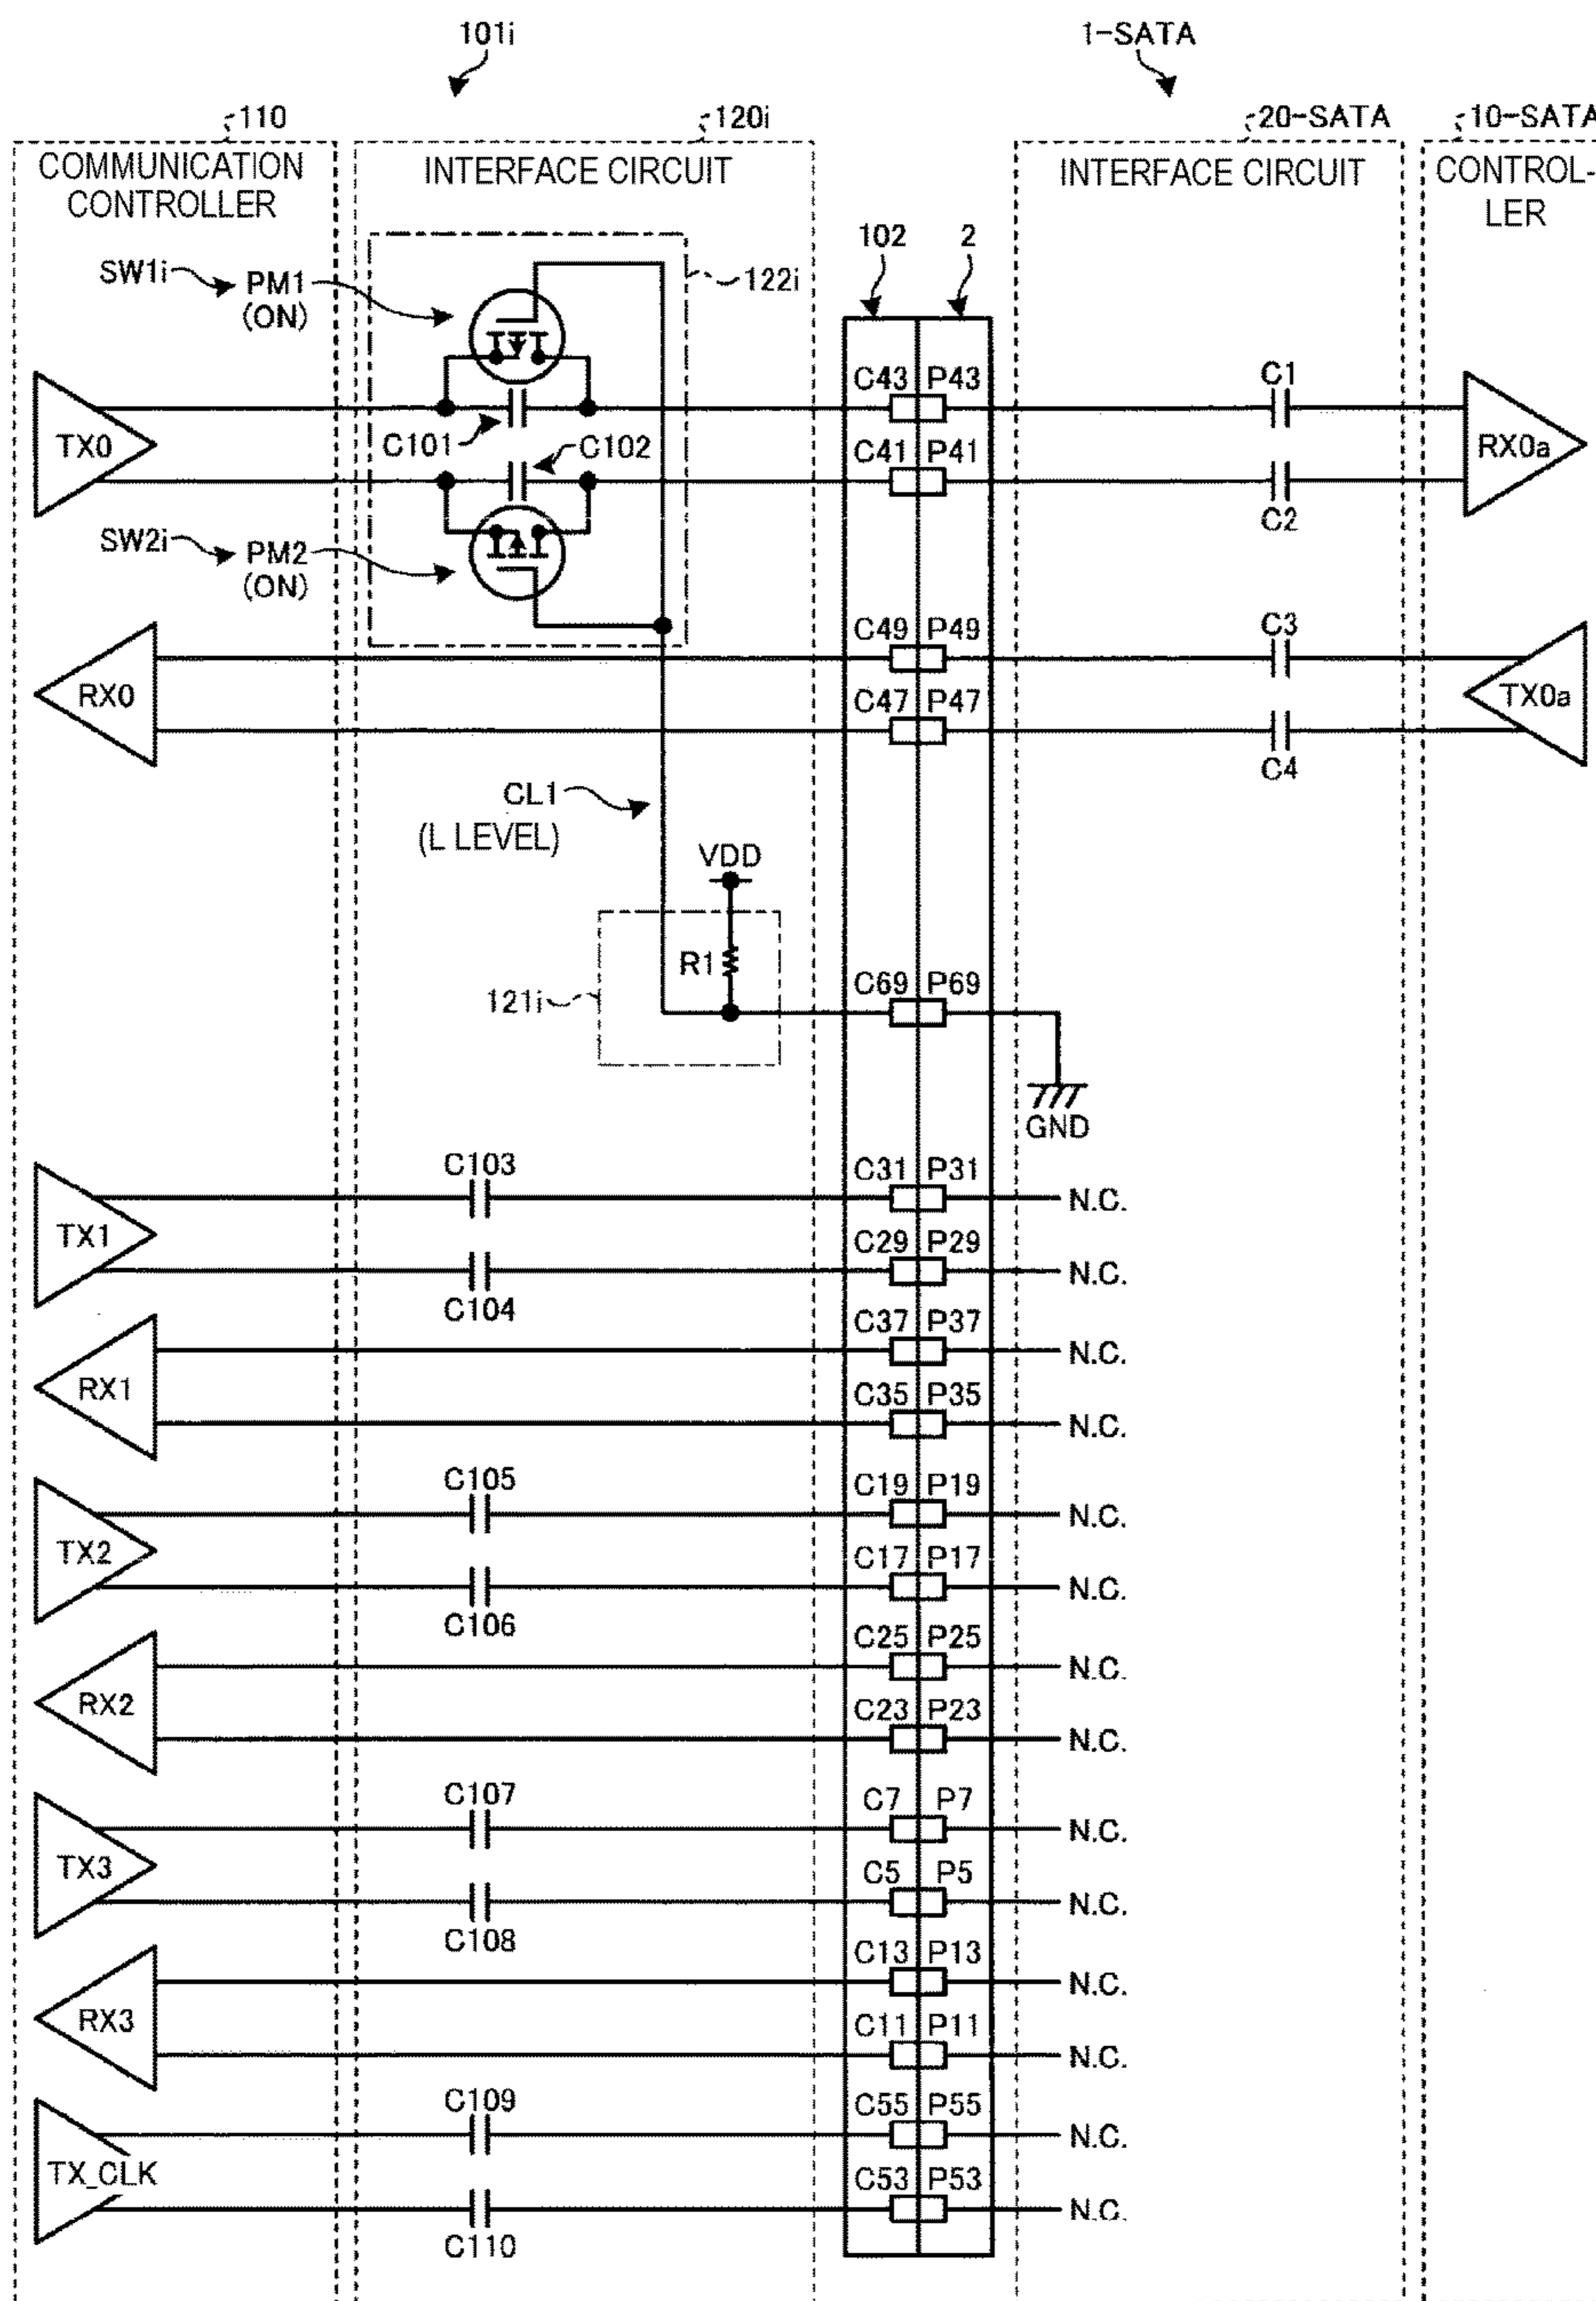 101i
1-SATA
110
120i
20-SATA
10-SATA
COMMUNICATION
CONTROLLER
INTERFACE CIRCUIT
INTERFACE CIRCUIT
CONTROL-
LER
102
2
SW1i
PM1
(ON)
122i
C43 P43
C1
TX0
C101
C102
C41 P41
RX0a
C2
SW2i
PM2
(ON)
C49 P49
C3
RX0
C47 P47
TX0a
C4
CL1
(L LEVEL)
VDD
R1
121i
C69 P69
GND
C103
C31 P31
N.C.
TX1
C29 P29
N.C.
C104
C37 P37
N.C.
RX1
C35 P35
N.C.
C105
C19 P19
N.C.
TX2
C17 P17
N.C.
C106
C25 P25
N.C.
RX2
C23 P23
N.C.
C107
C7 P7
N.C.
TX3
C5 P5
N.C.
C108
C13 P13
N.C.
RX3
C11 P11
N.C.
C109
C55 P55
N.C.
TX_CLK
C53 P53
N.C.
C110